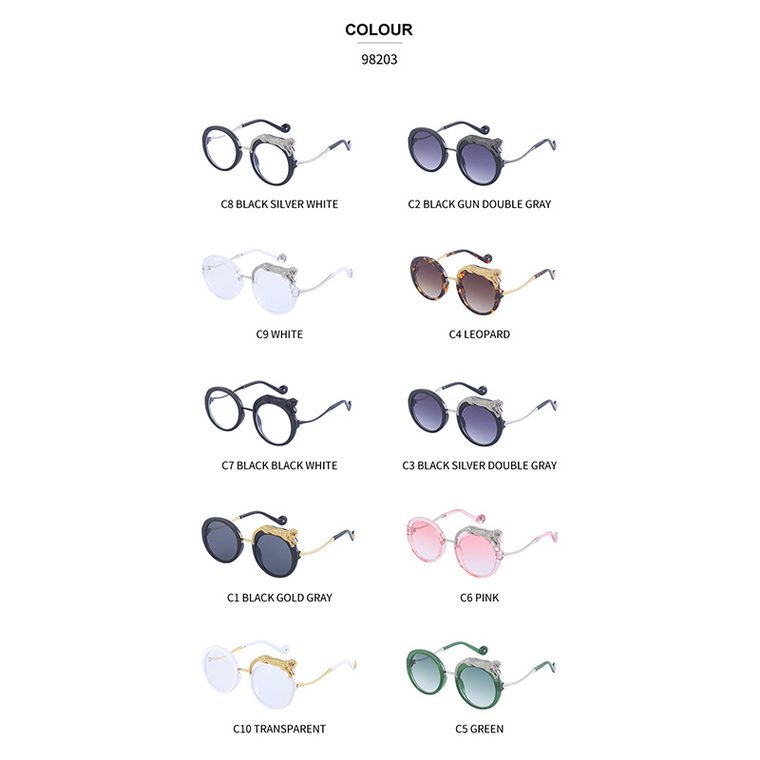 COLOUR
98203
C8 BLACK SILVER WHITE
C2 BLACK GUN DOUBLE GRAY
C9 WHITE
C4 LEOPARD
C7 BLACK BLACK WHITE
C3 BLACK SILVER DOUBLE GRAY
C1 BLACK GOLD GRAY
C6 PINK
C10 TRANSPARENT
C5 GREEN